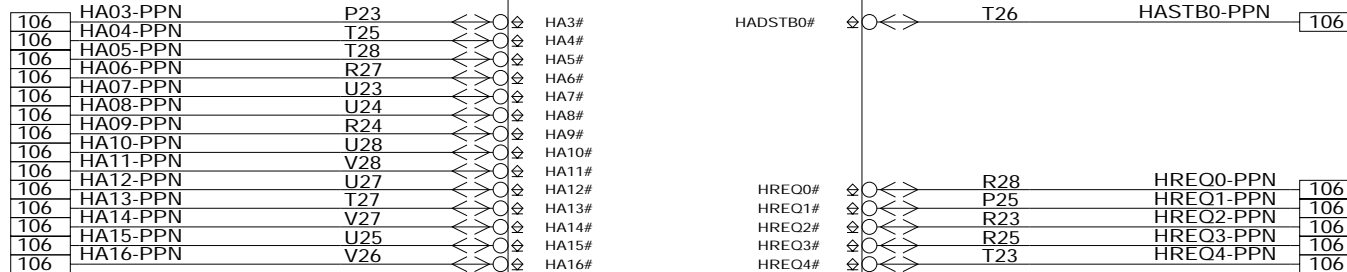 106 HA03-PPN P23 HA3# HADSTB0# T26 HASTB0-PPN 106
106 HA04-PPN T25 HA4#
106 HA05-PPN T28 HA5#
106 HA06-PPN R27 HA6#
106 HA07-PPN U23 HA7#
106 HA08-PPN U24 HA8#
106 HA09-PPN R24 HA9#
106 HA10-PPN U28 HA10#
106 HA11-PPN V28 HA11#
106 HA12-PPN U27 HA12# HREQ0# R28 HREQ0-PPN 106
106 HA13-PPN T27 HA13# HREQ1# P25 HREQ1-PPN 106
106 HA14-PPN V27 HA14# HREQ2# R23 HREQ2-PPN 106
106 HA15-PPN U25 HA15# HREQ3# R25 HREQ3-PPN 106
106 HA16-PPN V26 HA16# HREQ4# T23 HREQ4-PPN 106